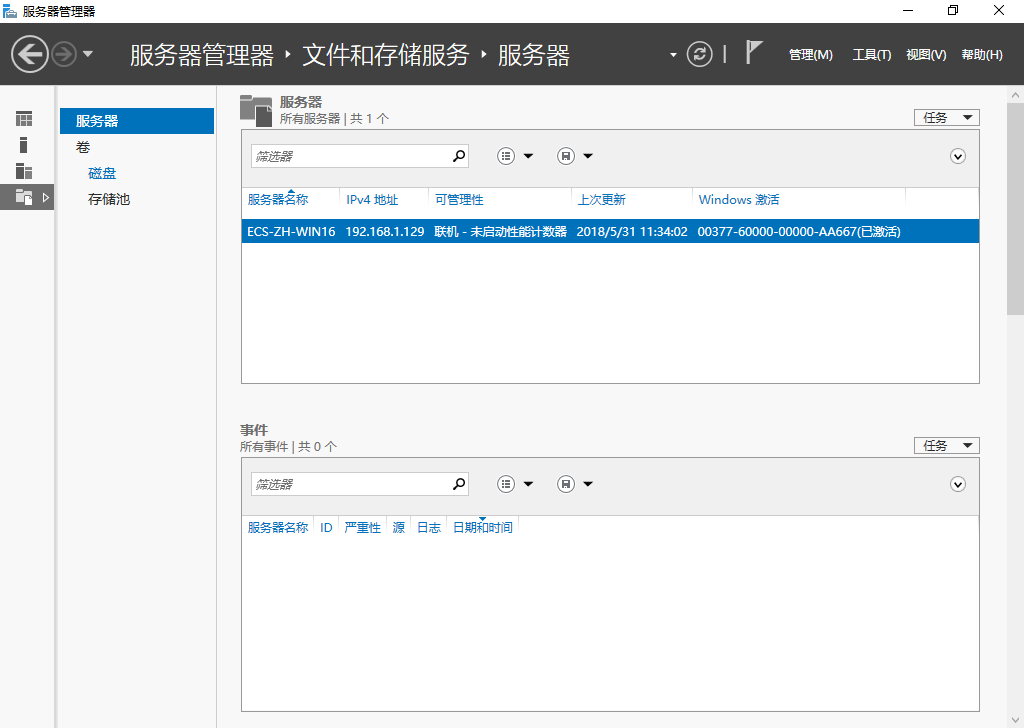 服务器管理器
服务器管理器 ‣ 文件和存储服务 ‣ 服务器
管理(M) 工具(T) 视图(V) 帮助(H)
服务器
卷
磁盘
存储池
服务器
所有服务器 | 共 1 个
任务
筛选器
服务器名称 IPv4 地址 可管理性 上次更新 Windows 激活
ECS-ZH-WIN16 192.168.1.129 联机 - 未启动性能计数器 2018/5/31 11:34:02 00377-60000-00000-AA667(已激活)
事件
所有事件 | 共 0 个
任务
筛选器
服务器名称 ID 严重性 源 日志 日期和时间